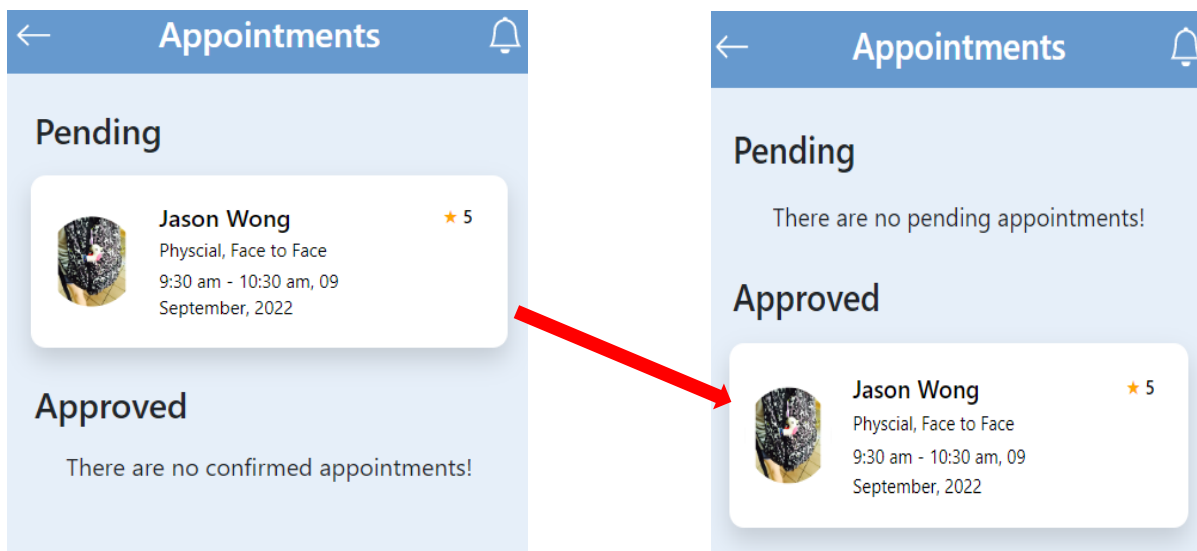 Appointments
Pending
Jason Wong
★ 5
Physcial, Face to Face
9:30 am - 10:30 am, 09
September, 2022
Approved
There are no confirmed appointments!
Appointments
Pending
There are no pending appointments!
Approved
Jason Wong
★ 5
Physcial, Face to Face
9:30 am - 10:30 am, 09
September, 2022